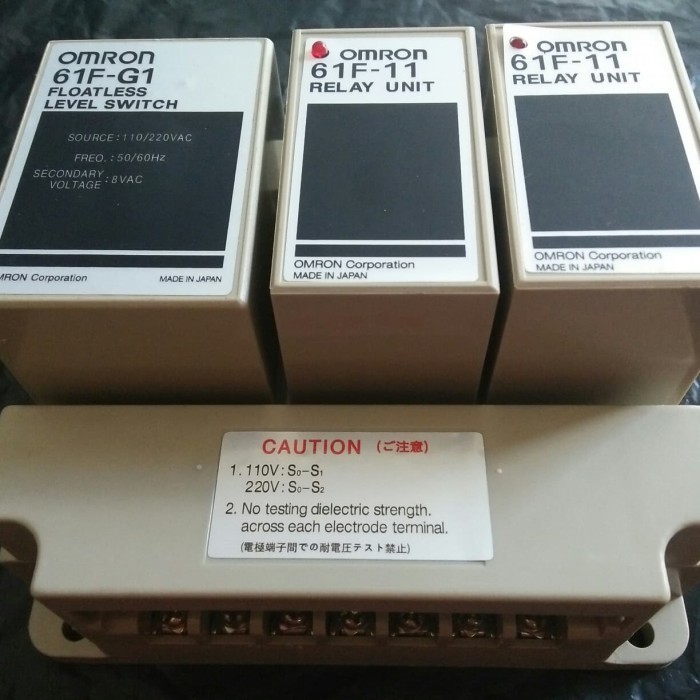 OMRON
61F-G1
FLOATLESS
LEVEL SWITCH
SOURCE:110/220VAC
FREQ.:50/60Hz
SECONDARY
VOLTAGE:8VAC
MRON Corporation
MADE IN JAPAN
OMRON
61F-11
RELAY UNIT
OMRON Corporation
MADE IN JAPAN
OMRON
61F-11
RELAY UNIT
OMRON Corporation
MADE IN JAPAN
CAUTION (ご注意)
1. 110V:S₀-S₁
220V:S₀-S₂
2. No testing dielectric strength.
across each electrode terminal.
(電極端子間での耐電圧テスト禁止)